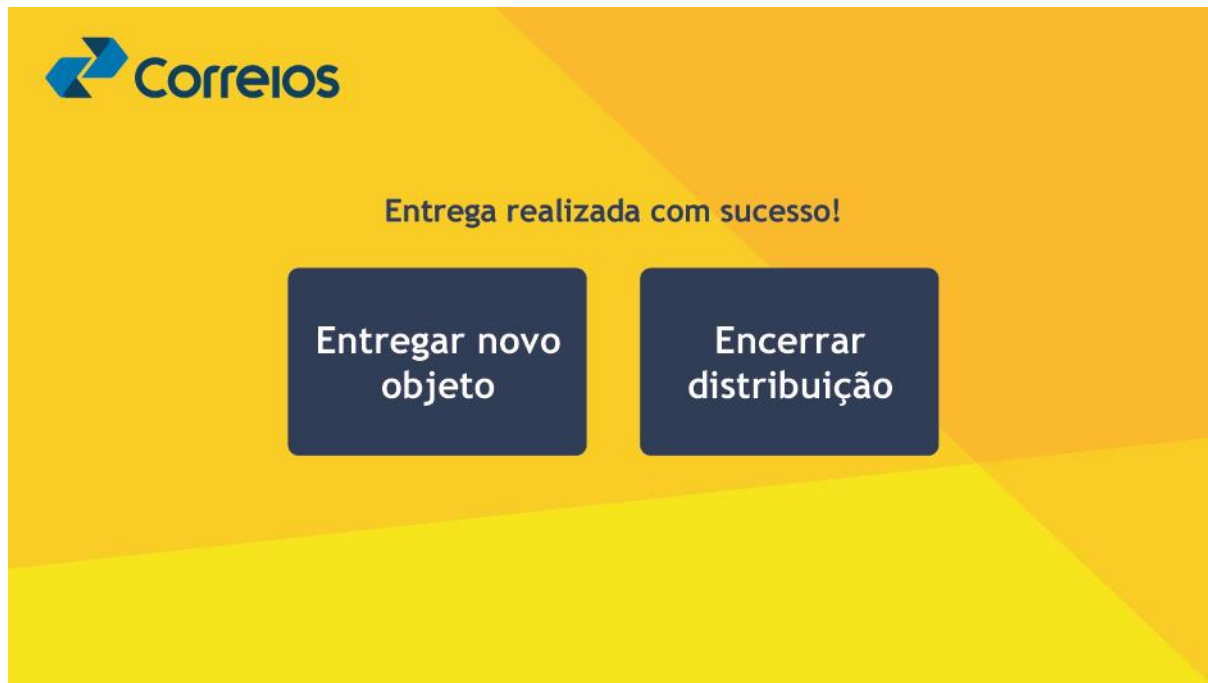 Correios
Entrega realizada com sucesso!
Entregar novo
objeto
Encerrar
distribuição